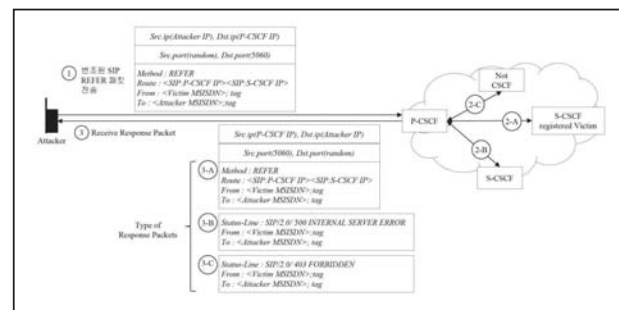 Src.ip(Attacker IP), Dst.ip(P-CSCF IP)
Src.port(random), Dst.port(5060)
Method : REFER
Route : <SIP:P-CSCF IP><SIP:S-CSCF IP>
From : <Victim MSISDN>; tag
To : <Attacker MSISDN>; tag
1 변조된 SIP
REFER 패킷
전송
Attacker
3 Receive Response Packet
P-CSCF
Not
CSCF
2-C
2-A
S-CSCF
registered Victim
2-B
S-CSCF
Src.ip(P-CSCF IP), Dst.ip(Attacker IP)
Src.port(5060), Dst.port(random)
Type of
Response Packets
3-A
Method : REFER
Route : <SIP:P-CSCF IP><SIP:S-CSCF IP>
From : <Victim MSISDN>;tag
To : <Attacker MSISDN>; tag
3-B
Status-Line : SIP/2.0/ 500 INTERNAL SERVER ERROR
From : <Victim MSISDN>;tag
To : <Attacker MSISDN>; tag
3-C
Status-Line : SIP/2.0/ 403 FORBIDDEN
From : <Victim MSISDN>;tag
To : <Attacker MSISDN>; tag